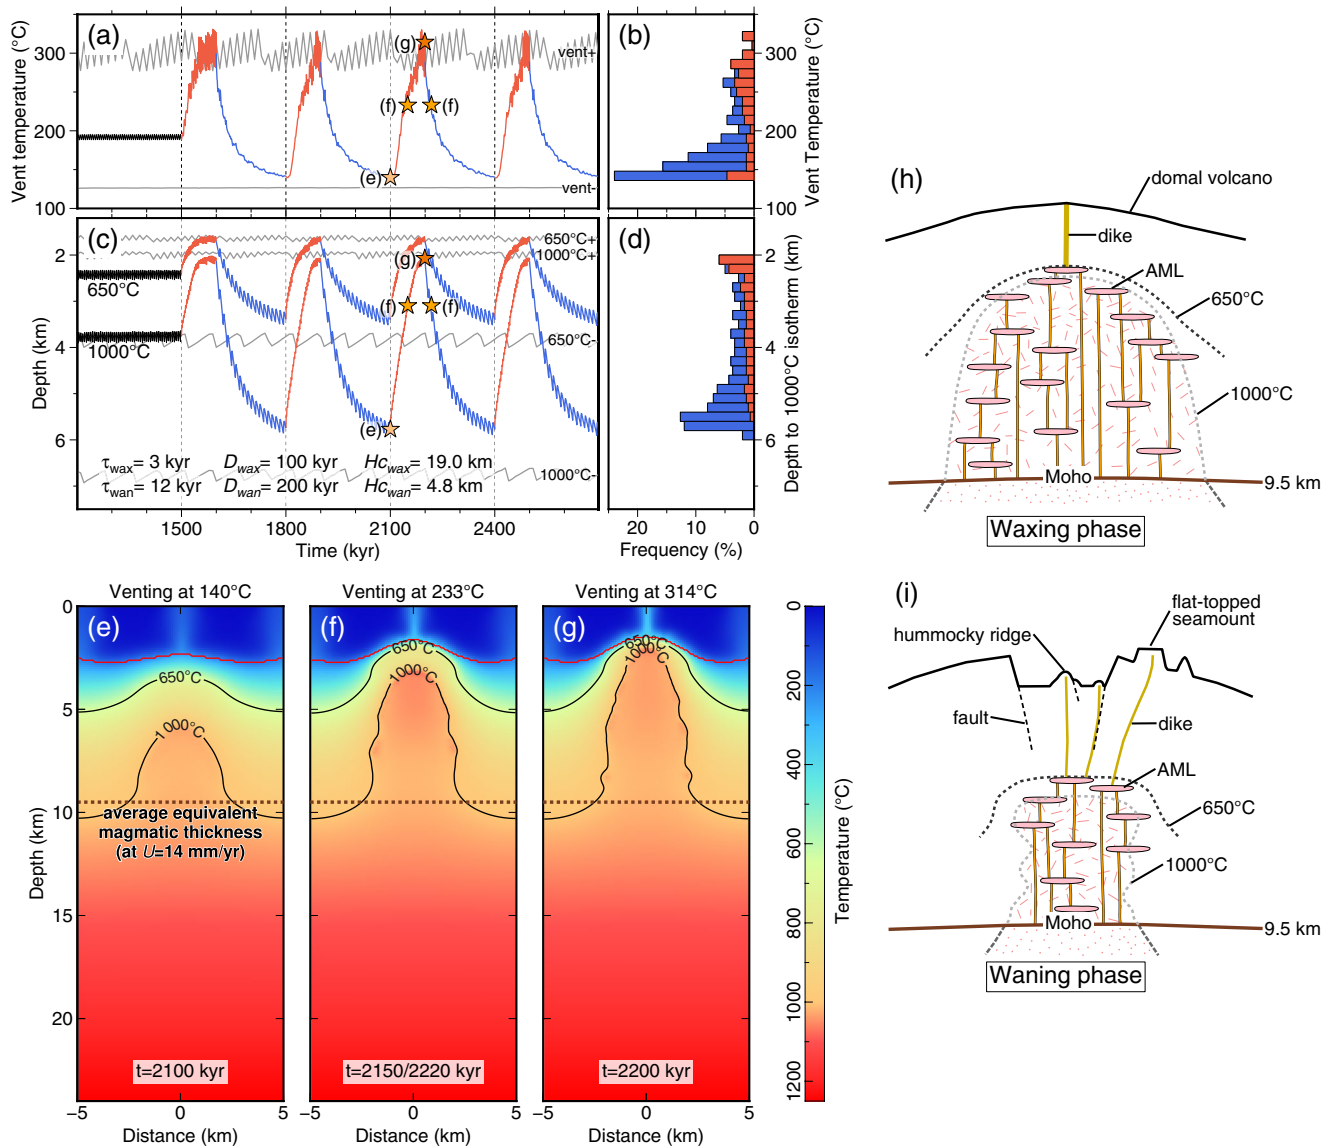 (a)
Vent temperature (°C)
300
200
100
vent+
vent-
(g)
(f)
(f)
(e)
(b)
300
200
100
Vent Temperature (°C)
(c)
Depth (km)
2
4
6
650°C
1000°C
650°C+
1000°C+
650°C-
1000°C-
(g)
(f)
(f)
(e)
τwax= 3 kyr Dwax= 100 kyr Hcwax= 19.0 km
τwan= 12 kyr Dwan= 200 kyr Hcwan= 4.8 km
1500 1800 2100 2400
Time (kyr)
(d)
2
4
6
Depth to 1000°C isotherm (km)
20 10 0
Frequency (%)
Venting at 140°C
(e)
650°C
1000°C
average equivalent
magmatic thickness
(at U=14 mm/yr)
t=2100 kyr
0
5
10
15
20
Depth (km)
−5 0 5
Distance (km)
Venting at 233°C
(f)
650°C
1000°C
t=2150/2220 kyr
−5 0 5
Distance (km)
Venting at 314°C
(g)
650°C
1000°C
t=2200 kyr
−5 0 5
Distance (km)
0
200
400
600
800
1000
1200
Temperature (°C)
(h)
domal volcano
dike
AML
650°C
1000°C
Moho
9.5 km
Waxing phase
(i)
flat-topped
seamount
hummocky ridge
fault
dike
AML
650°C
1000°C
Moho
9.5 km
Waning phase